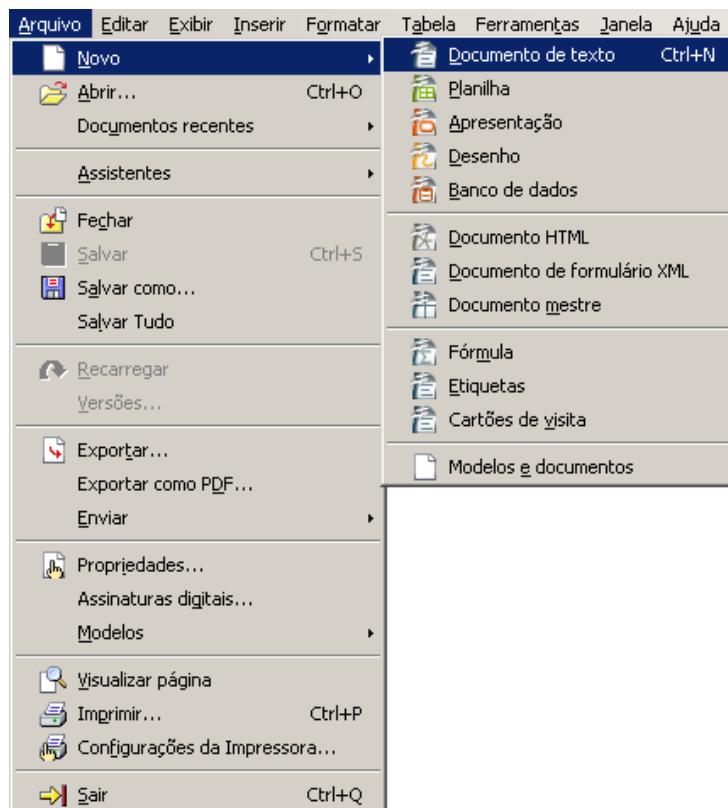 Arquivo Editar Exibir Inserir Formatar Tabela Ferramentas Janela Ajuda
Novo
Abrir... Ctrl+O
Documentos recentes
Assistentes
Fechar
Salvar Ctrl+S
Salvar como...
Salvar Tudo
Recarregar
Versões...
Exportar...
Exportar como PDF...
Enviar
Propriedades...
Assinaturas digitais...
Modelos
Visualizar página
Imprimir... Ctrl+P
Configurações da Impressora...
Sair Ctrl+Q
Documento de texto Ctrl+N
Planilha
Apresentação
Desenho
Banco de dados
Documento HTML
Documento de formulário XML
Documento mestre
Fórmula
Etiquetas
Cartões de visita
Modelos e documentos